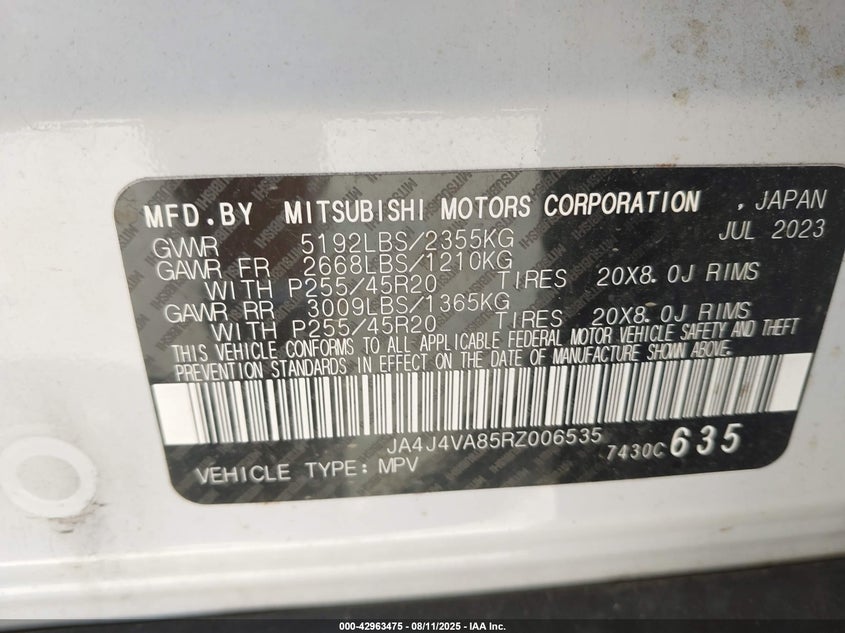 MFD.BY MITSUBISHI MOTORS CORPORATION , JAPAN
JUL 2023
GVWR 5192LBS/2355KG
GAWR FR 2668LBS/1210KG
WITH P255/45R20 TIRES 20X8.0J RIMS
GAWR RR 3009LBS/1365KG
WITH P255/45R20 TIRES 20X8.0J RIMS
THIS VEHICLE CONFORMS TO ALL APPLICABLE FEDERAL MOTOR VEHICLE SAFETY AND THEFT
PREVENTION STANDARDS IN EFFECT ON THE DATE OF MANUFACTURE SHOWN ABOVE.
JA4J4VA85RZ006535
7430C 635
VEHICLE TYPE: MPV
000-42963475 - 08/11/2025 - IAA Inc.